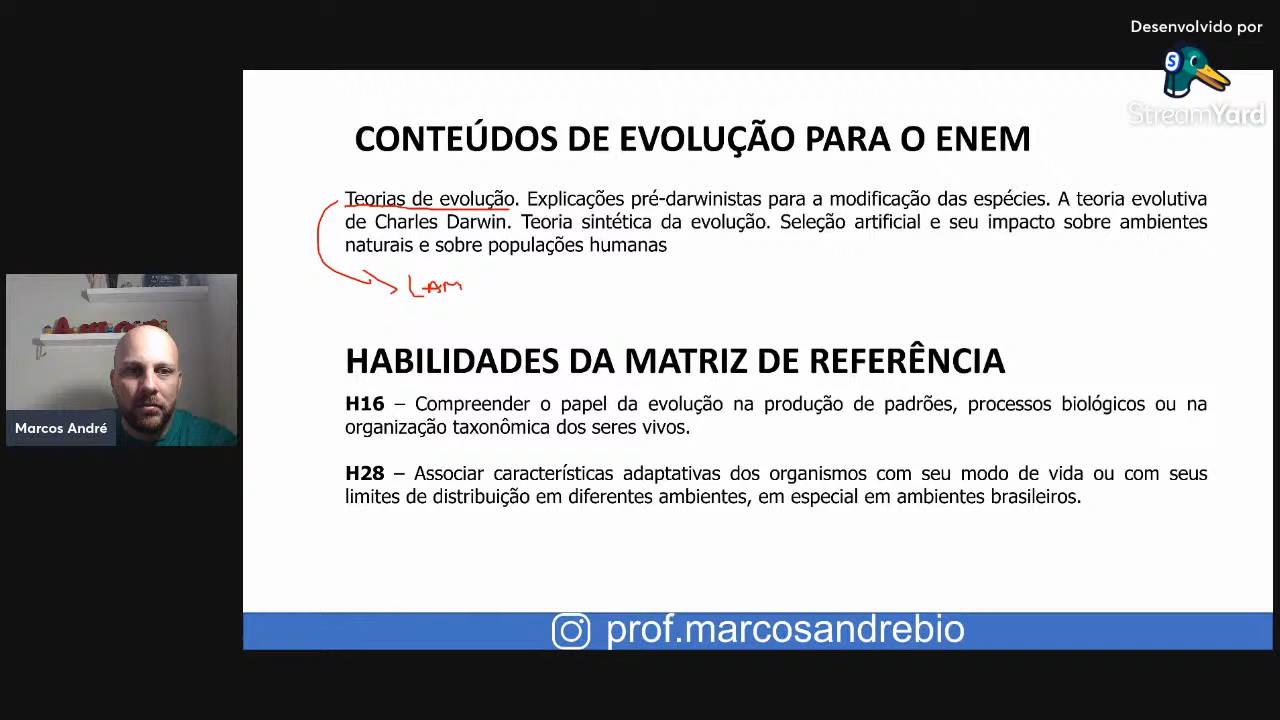 Desenvolvido por
StreamYard
CONTEÚDOS DE EVOLUÇÃO PARA O ENEM
Teorias de evolução. Explicações pré-darwinistas para a modificação das espécies. A teoria evolutiva
de Charles Darwin. Teoria sintética da evolução. Seleção artificial e seu impacto sobre ambientes
naturais e sobre populações humanas
LAM
HABILIDADES DA MATRIZ DE REFERÊNCIA
H16 – Compreender o papel da evolução na produção de padrões, processos biológicos ou na
organização taxonômica dos seres vivos.
Marcos André
H28 – Associar características adaptativas dos organismos com seu modo de vida ou com seus
limites de distribuição em diferentes ambientes, em especial em ambientes brasileiros.
prof.marcosandrebio